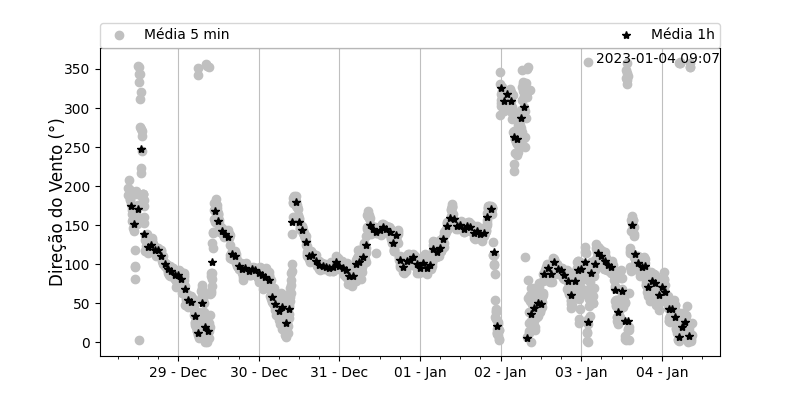 Média 5 min
Média 1h
2023-01-04 09:07
Direção do Vento (°)
350
300
250
200
150
100
50
0
29 - Dec
30 - Dec
31 - Dec
01 - Jan
02 - Jan
03 - Jan
04 - Jan